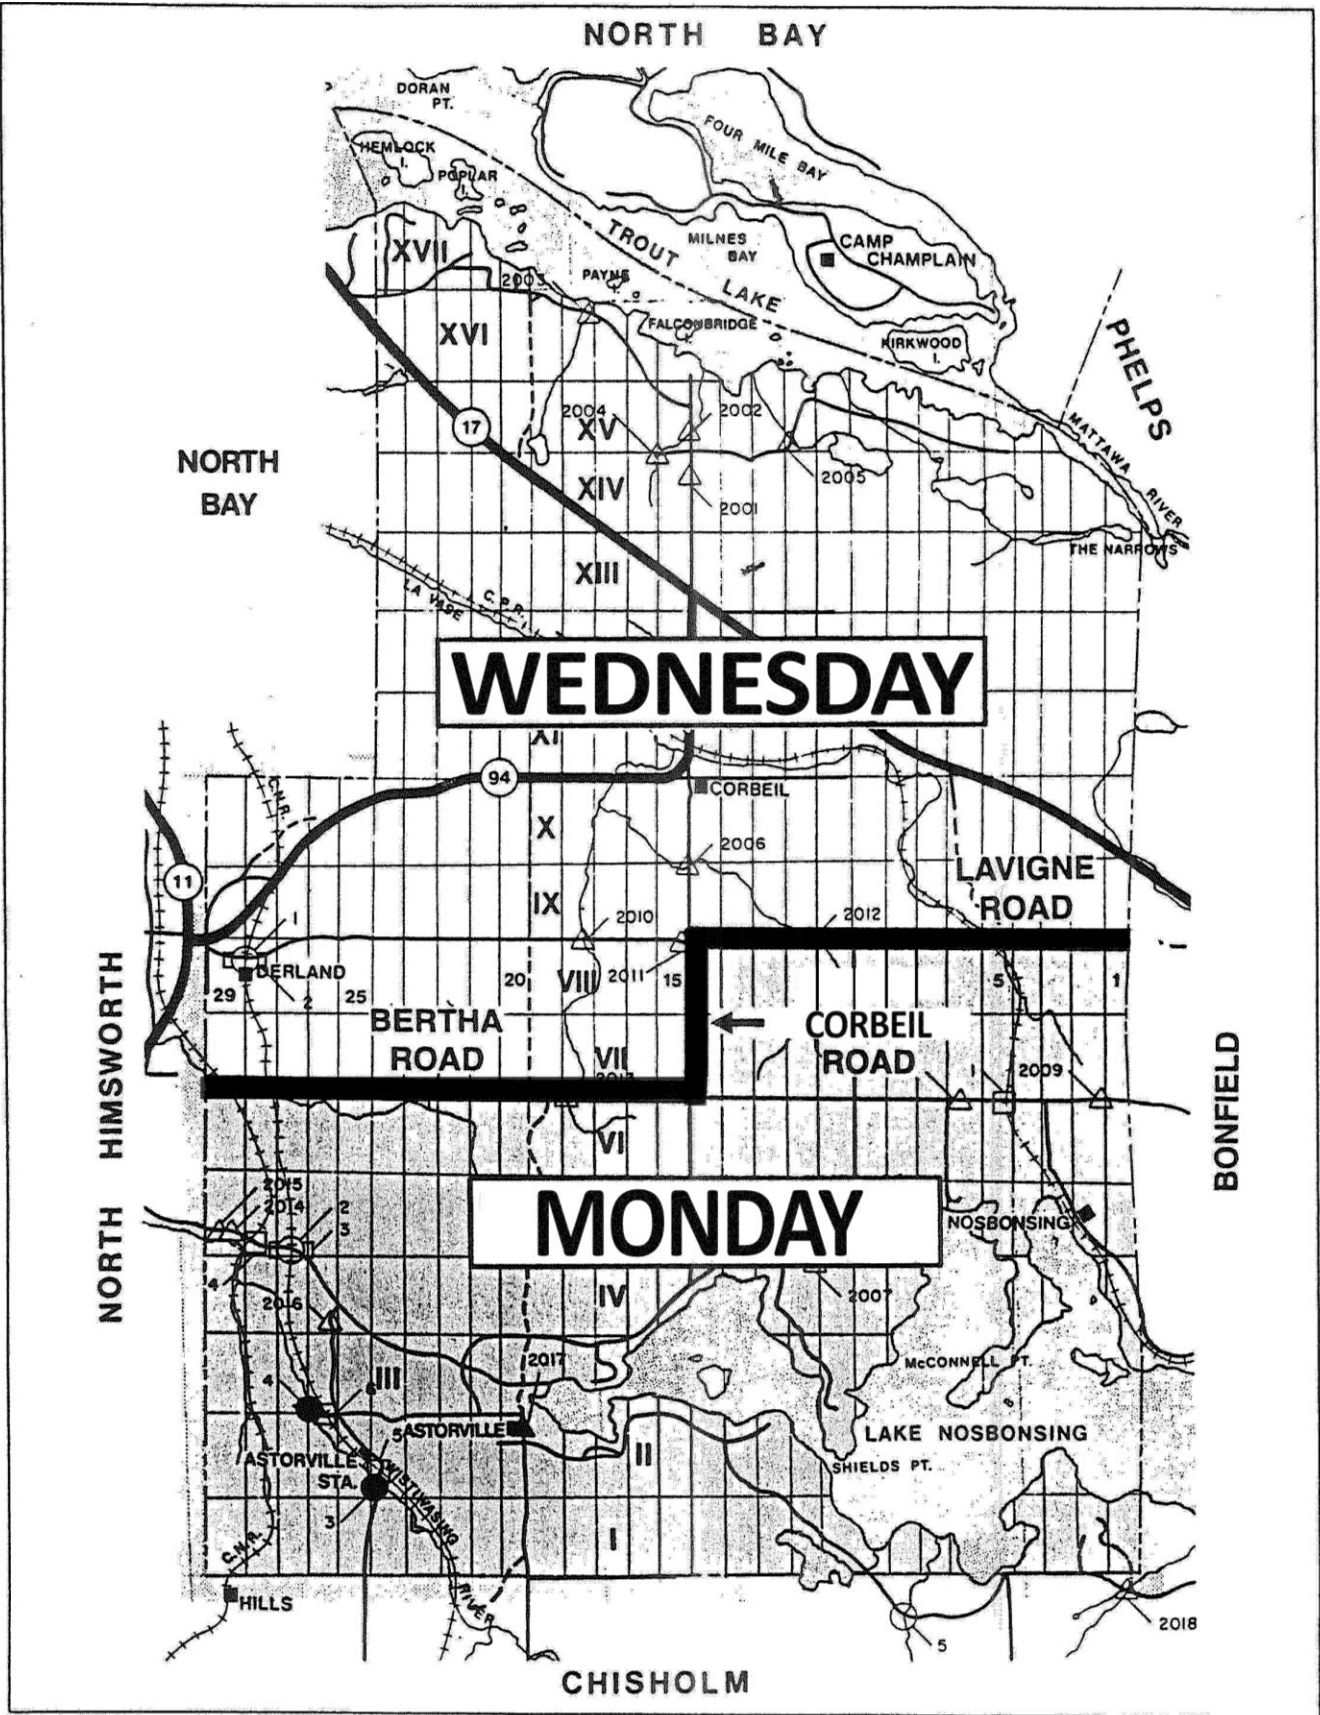 NORTH BAY
DORAN
PT.
HEMLOCK
I.
POPLAR
I.
FOUR MILE BAY
XVII
2003
TROUT LAKE
MILNES
BAY
CAMP
CHAMPLAIN
PAYNE
I.
XVI
FALCONBRIDGE
KIRKWOOD
I.
PHELPS
17
2004
XV
2002
MATTAWA RIVER
NORTH
BAY
XIV
2005
2001
THE NARROWS
XIII
C. P. R.
LA VASE
WEDNESDAY
XI
94
CORBEIL
C.N.R.
X
2006
11
LAVIGNE
ROAD
IX
2010
2012
1
DERLAND
29
2
25
20
VIII
2011
15
5
1
BERTHA
ROAD
CORBEIL
ROAD
VII
2013
1
2009
NORTH HIMSWORTH
BONFIELD
VI
MONDAY
2015
2014
2
3
NOSBONSING
4
2016
IV
2007
2017
McCONNELL PT.
III
4
6
5
ASTORVILLE
LAKE NOSBONSING
ASTORVILLE
STA.
II
SHIELDS PT.
WISTIWASING RIVER
3
I
C.N.R.
HILLS
2018
5
CHISHOLM